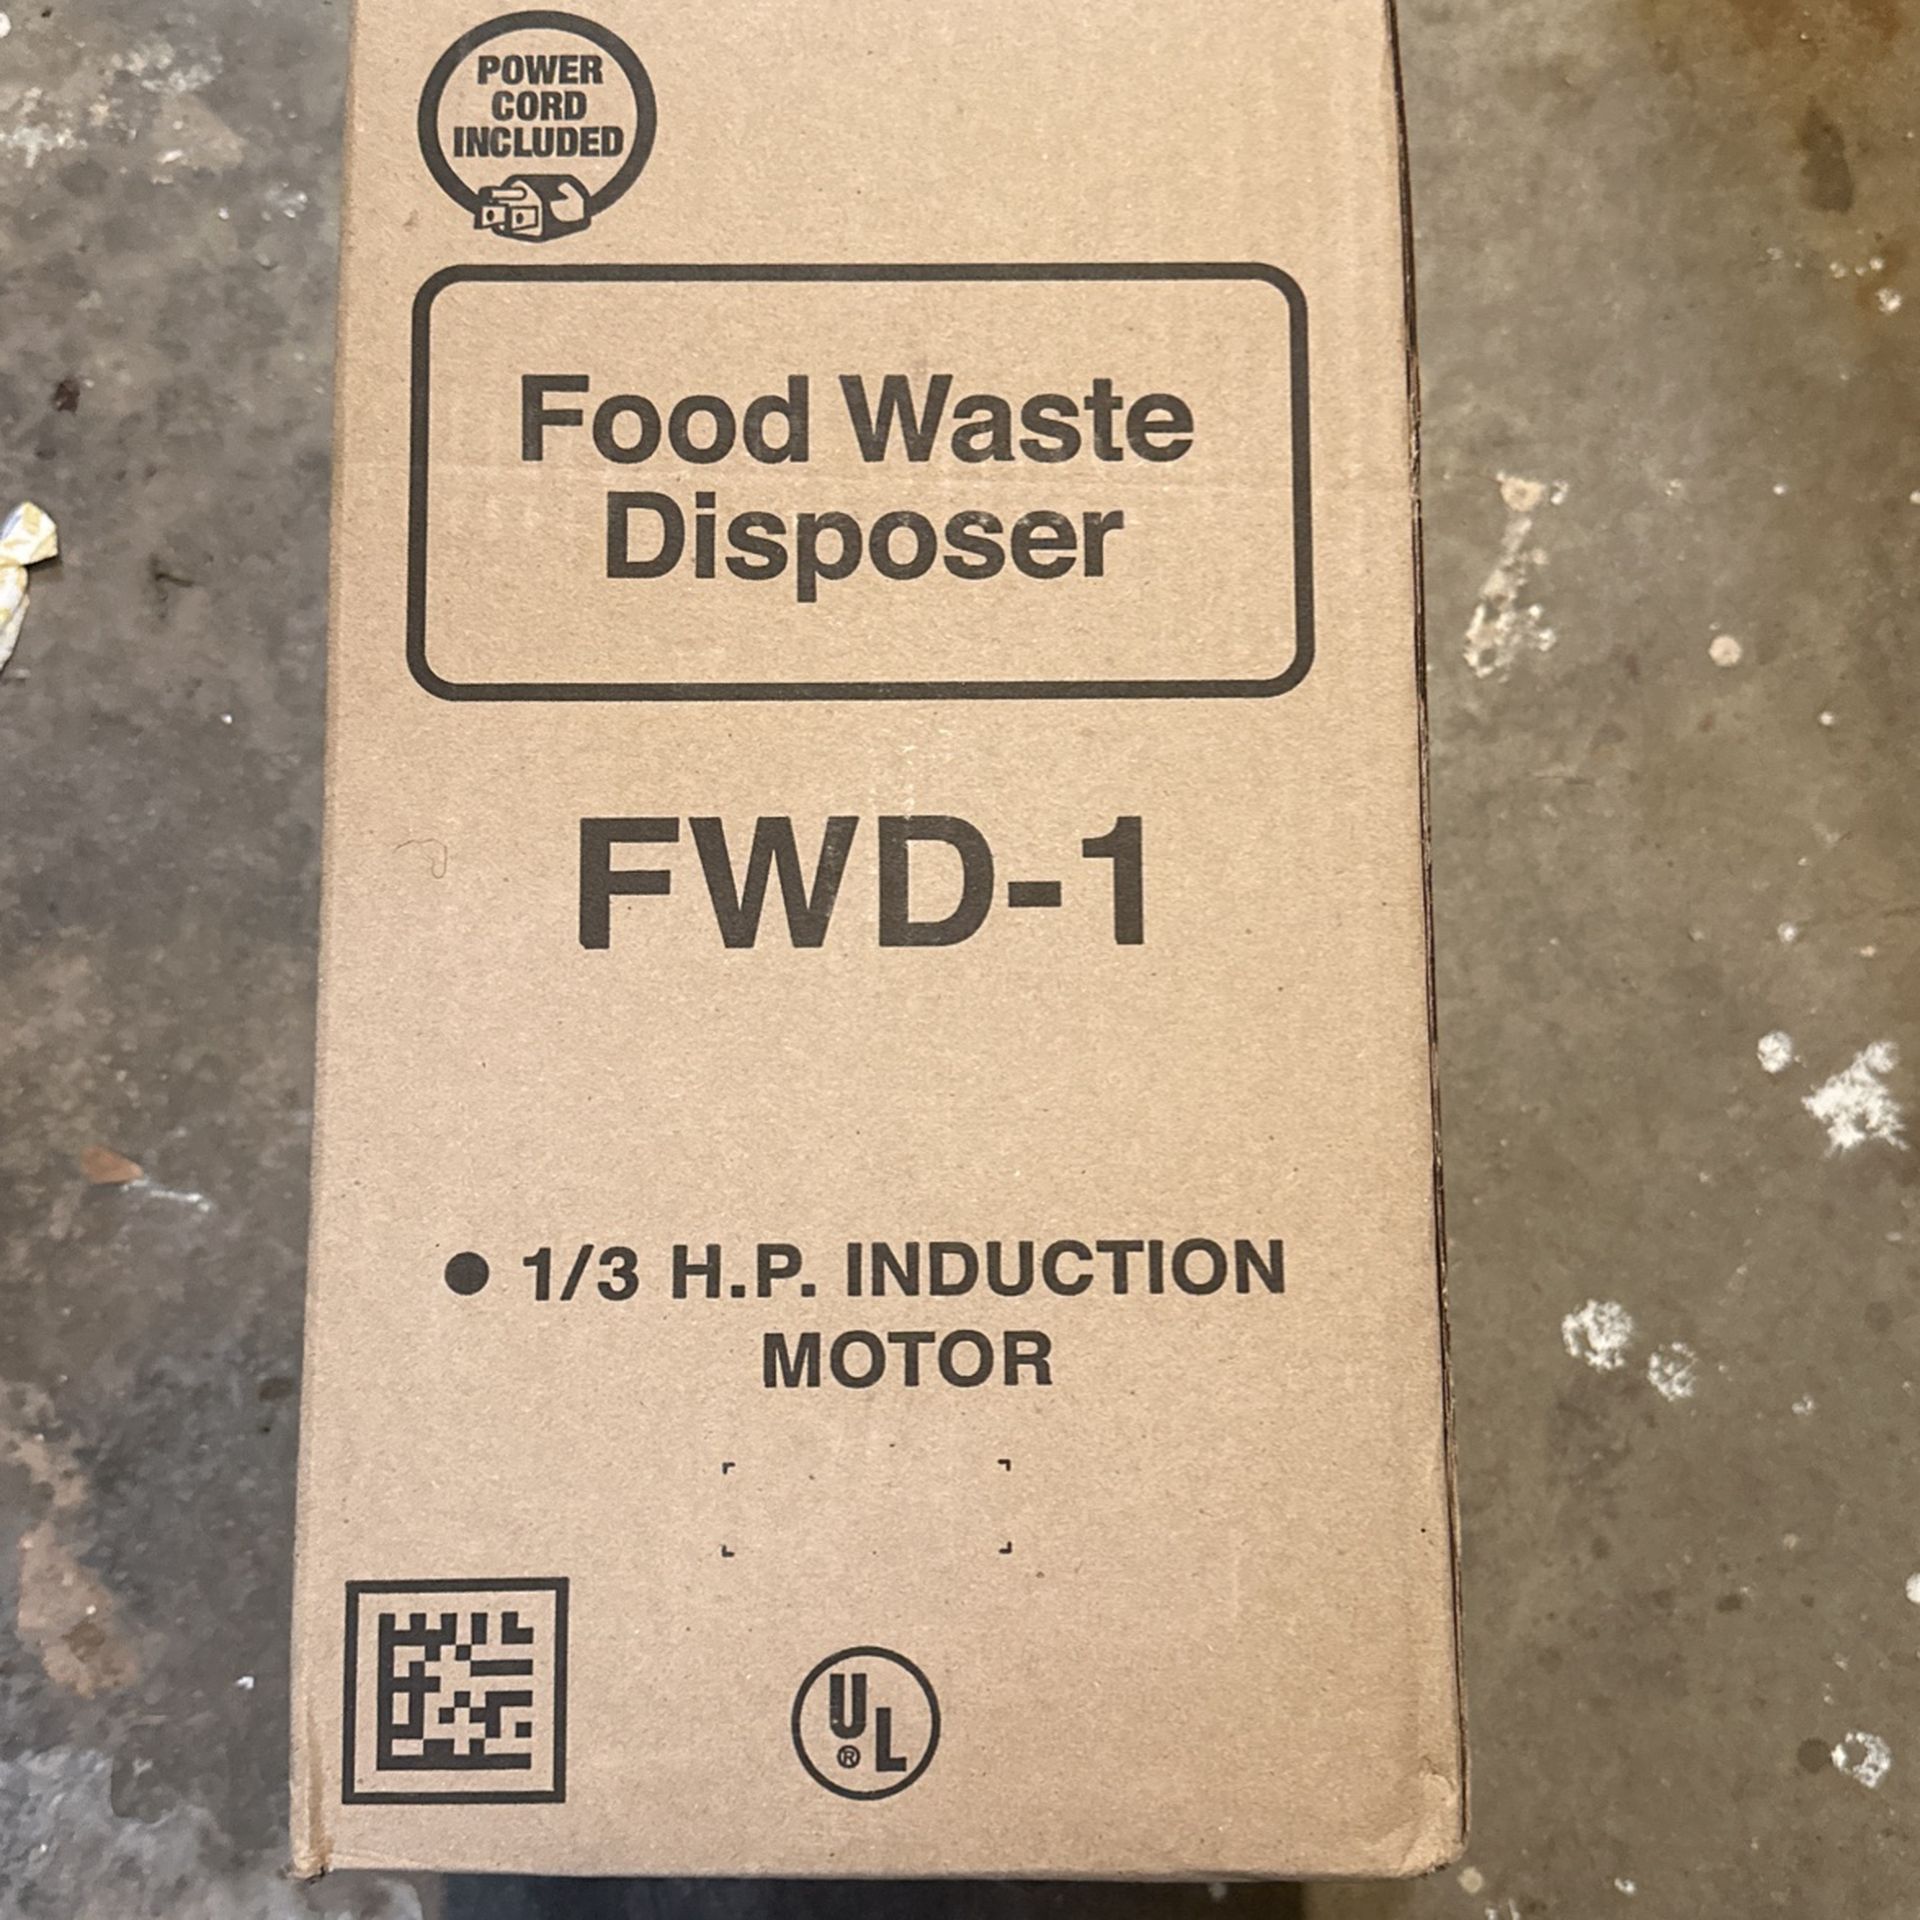 POWER
CORD
INCLUDED
Food Waste
Disposer
FWD-1
● 1/3 H.P. INDUCTION
MOTOR
UL
®